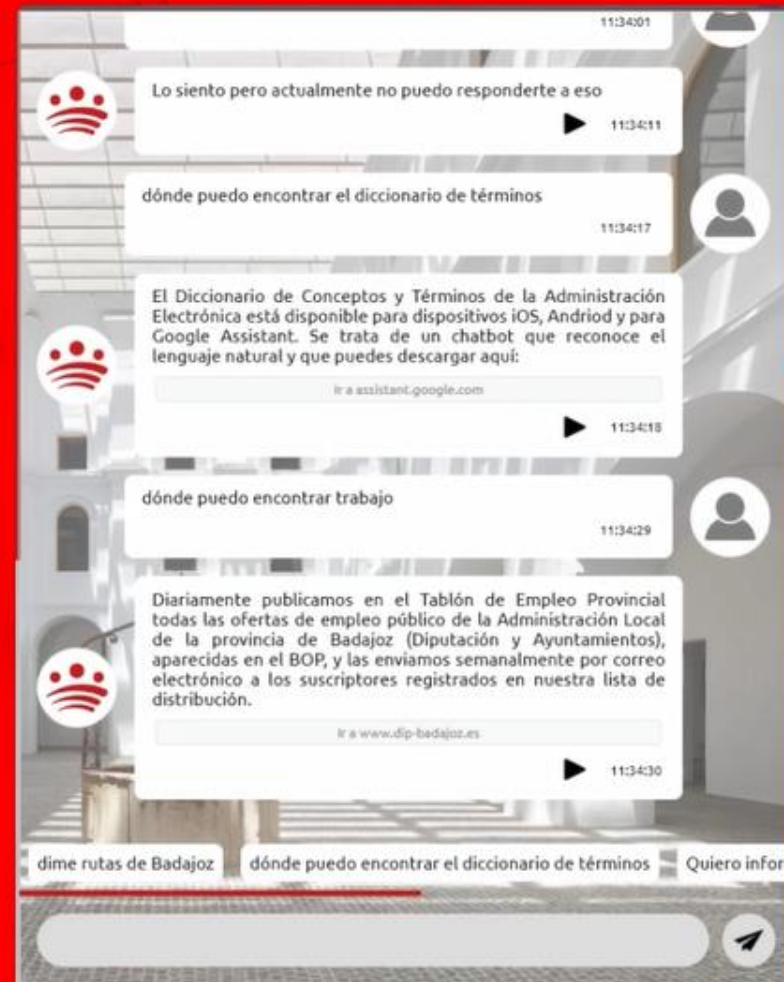 11:34:01
Lo siento pero actualmente no puedo responderte a eso
11:34:11
dónde puedo encontrar el diccionario de términos
11:34:17
El Diccionario de Conceptos y Términos de la Administración
Electrónica está disponible para dispositivos iOS, Andriod y para
Google Assistant. Se trata de un chatbot que reconoce el
lenguaje natural y que puedes descargar aquí:
Ir a assistant.google.com
11:34:18
dónde puedo encontrar trabajo
11:34:29
Diariamente publicamos en el Tablón de Empleo Provincial
todas las ofertas de empleo público de la Administración Local
de la provincia de Badajoz (Diputación y Ayuntamientos),
aparecidas en el BOP, y las enviamos semanalmente por correo
electrónico a los suscriptores registrados en nuestra lista de
distribución.
Ir a www.dip-badajoz.es
11:34:30
dime rutas de Badajoz dónde puedo encontrar el diccionario de términos Quiero infor